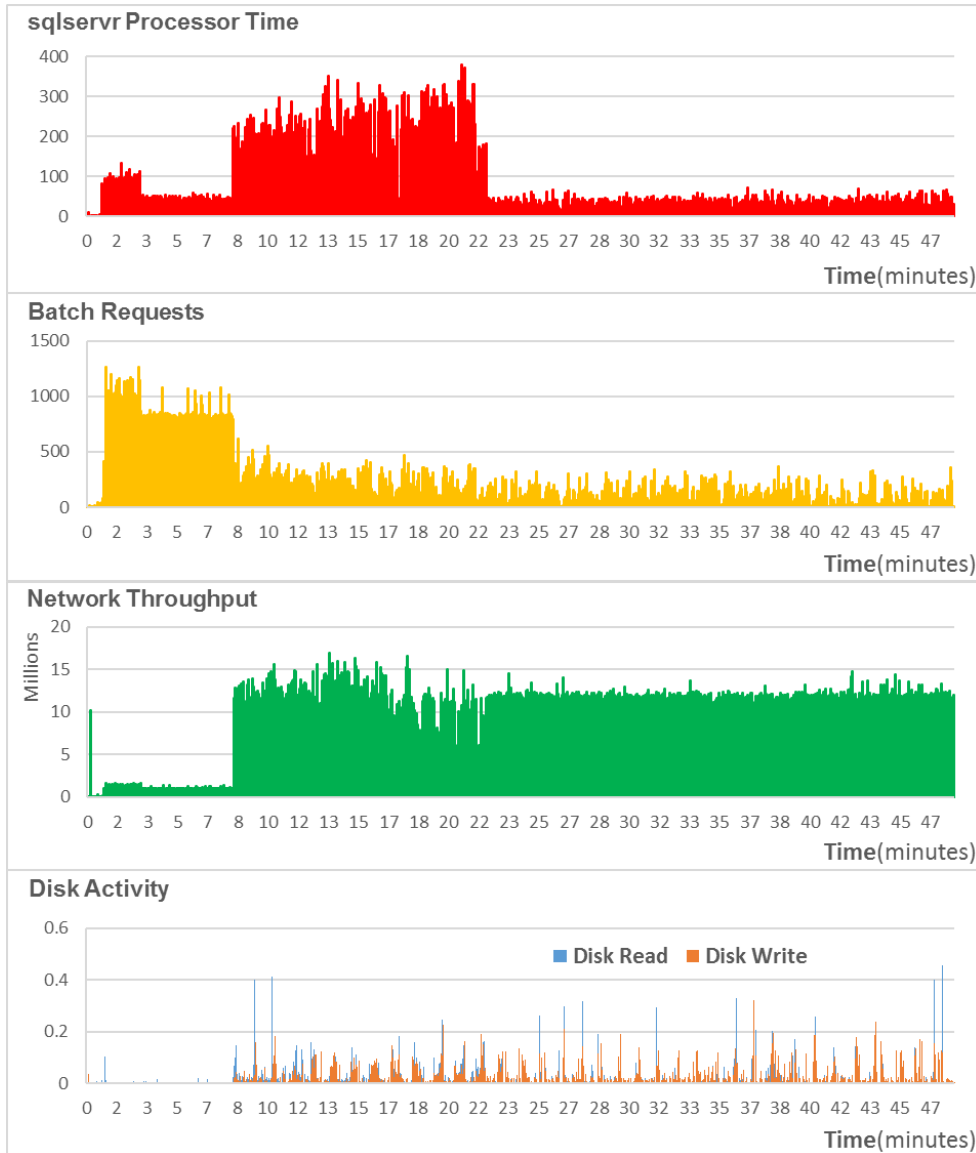 sqlservr Processor Time
400
300
200
100
0
0 2 3 5 7 8 10 12 13 15 17 18 20 22 23 25 27 28 30 32 33 35 37 38 40 42 43 45 47
Time(minutes)
Batch Requests
1500
1000
500
0
0 2 3 5 7 8 10 12 13 15 17 18 20 22 23 25 27 28 30 32 33 35 37 38 40 42 43 45 47
Time(minutes)
Network Throughput
Millions
20
15
10
5
0
0 2 3 5 7 8 10 12 13 15 17 18 20 22 23 25 27 28 30 32 33 35 37 38 40 42 43 45 47
Time(minutes)
Disk Activity
0.6
Disk Read Disk Write
0.4
0.2
0
0 2 3 5 7 8 10 12 13 15 17 18 20 22 23 25 27 28 30 32 33 35 37 38 40 42 43 45 47
Time(minutes)